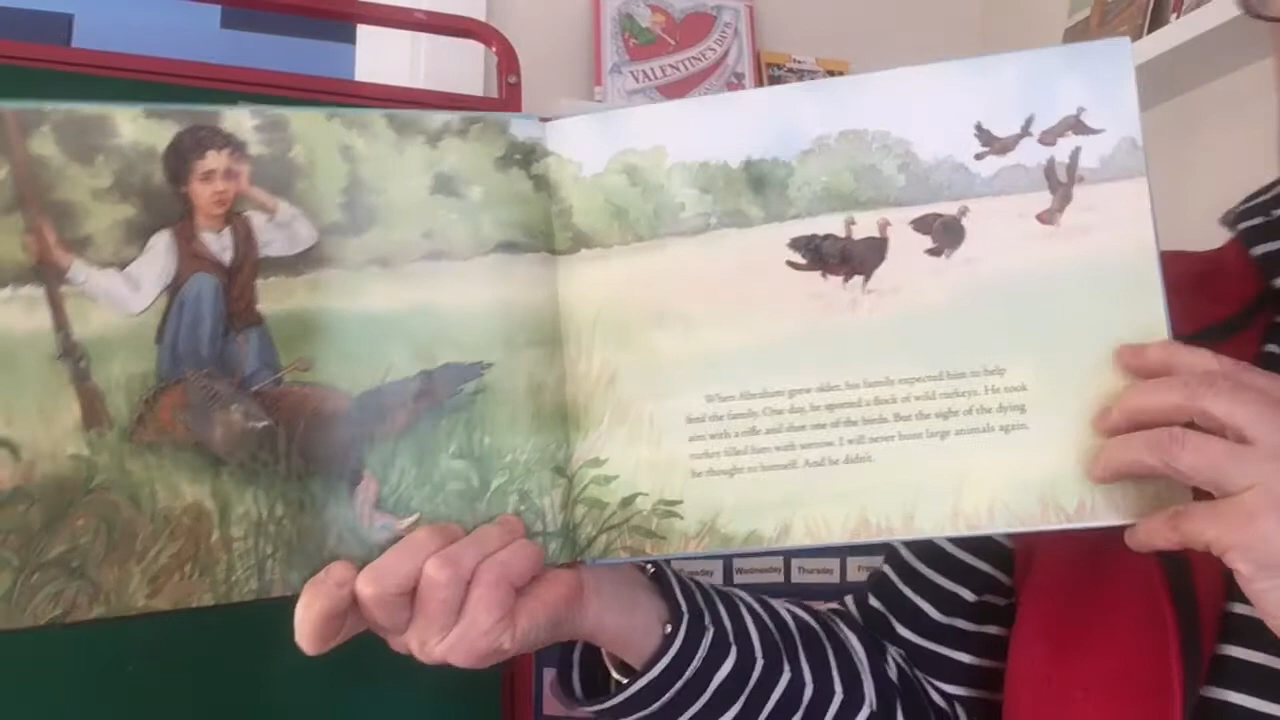 VALENTINE'S DAY
When Abraham grew older, his family expected him to help
feed the family. One day, he spotted a flock of wild turkeys. He took
aim with a rifle and shot one of the birds. But the sight of the dying
turkey filled him with sorrow. I will never hunt large animals again,
he thought to himself. And he didn't.
Wednesday
Thursday